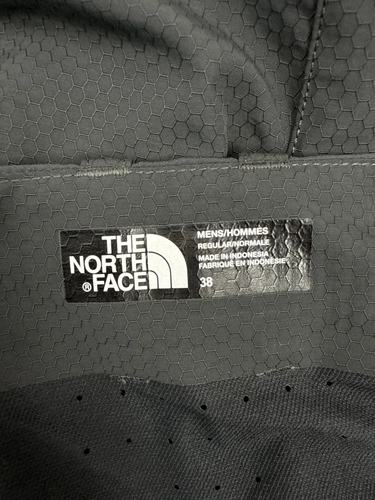 THE
NORTH
®FACE
MENS/HOMMES
REGULAR/NORMALE
MADE IN INDONESIA
FABRIQUÉ EN INDONÉSIE
38